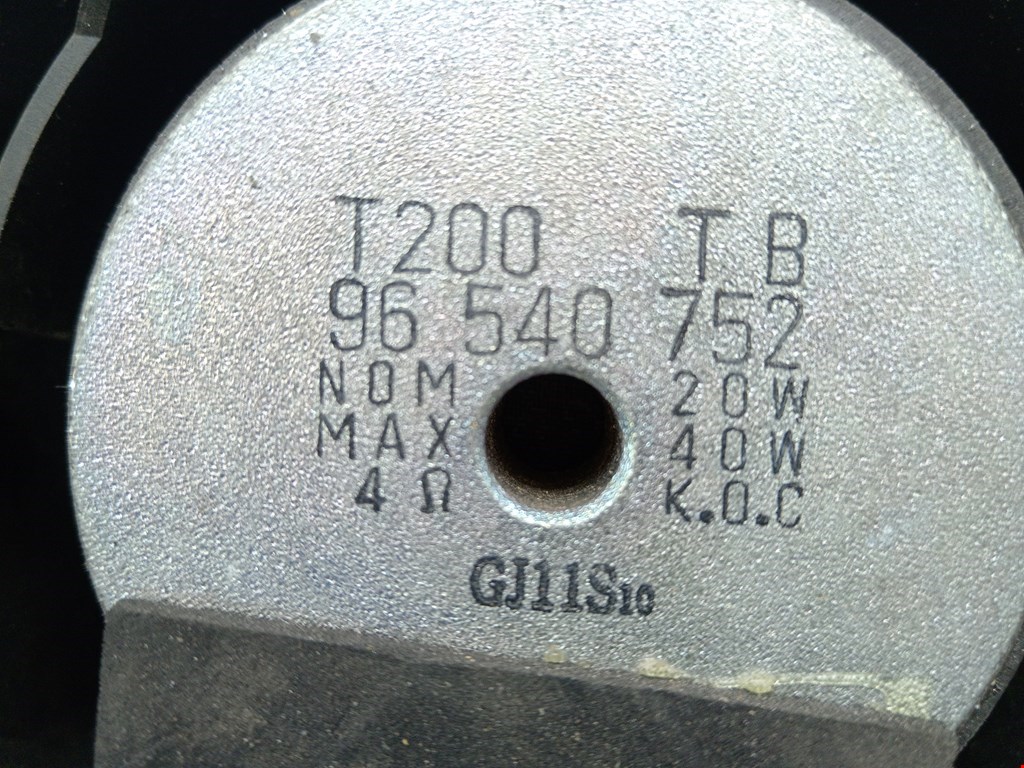 T200 T B
96 540 752
NOM 20W
MAX 40W
4 Ω K.O.C
GJ11S10